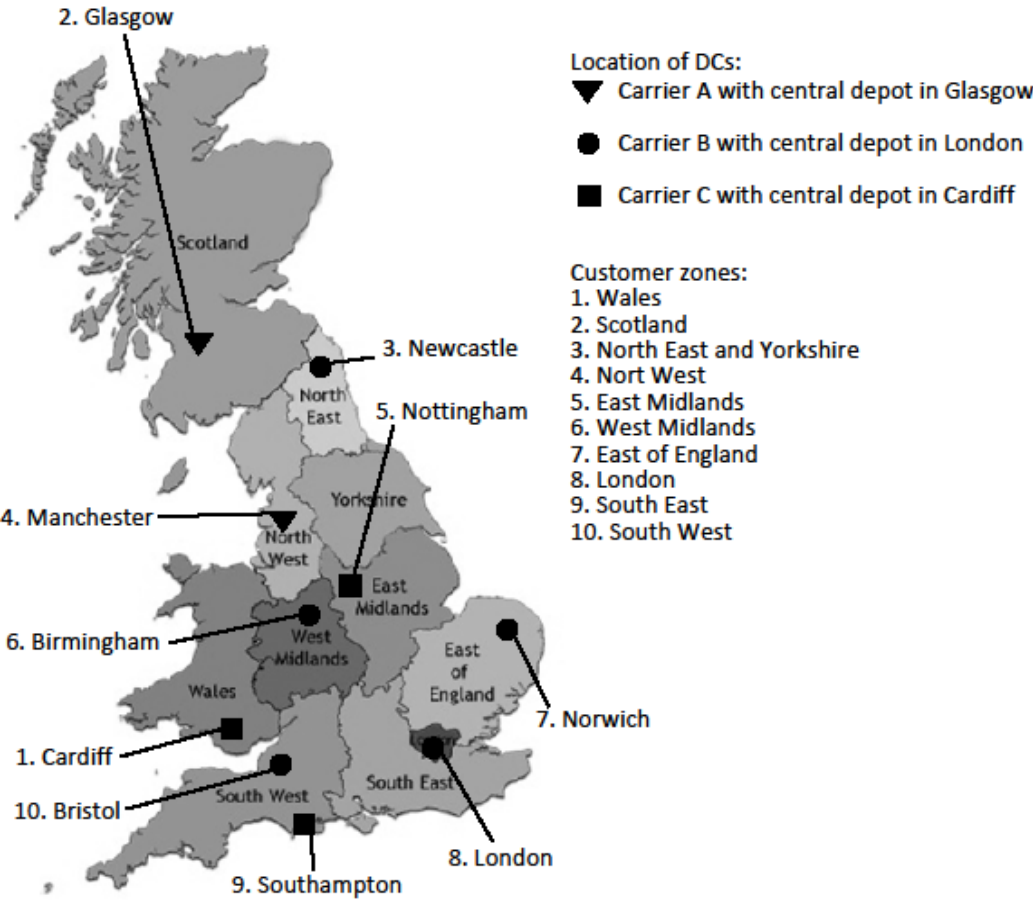 2. Glasgow
Location of DCs:
Carrier A with central depot in Glasgow
Carrier B with central depot in London
Carrier C with central depot in Cardiff
Scotland
Customer zones:
1. Wales
2. Scotland
3. North East and Yorkshire
4. Nort West
5. East Midlands
6. West Midlands
7. East of England
8. London
9. South East
10. South West
3. Newcastle
North
East
5. Nottingham
Yorkshire
4. Manchester
North
West
East
Midlands
6. Birmingham
West
Midlands
East
of
England
Wales
7. Norwich
1. Cardiff
South East
10. Bristol
South West
8. London
9. Southampton